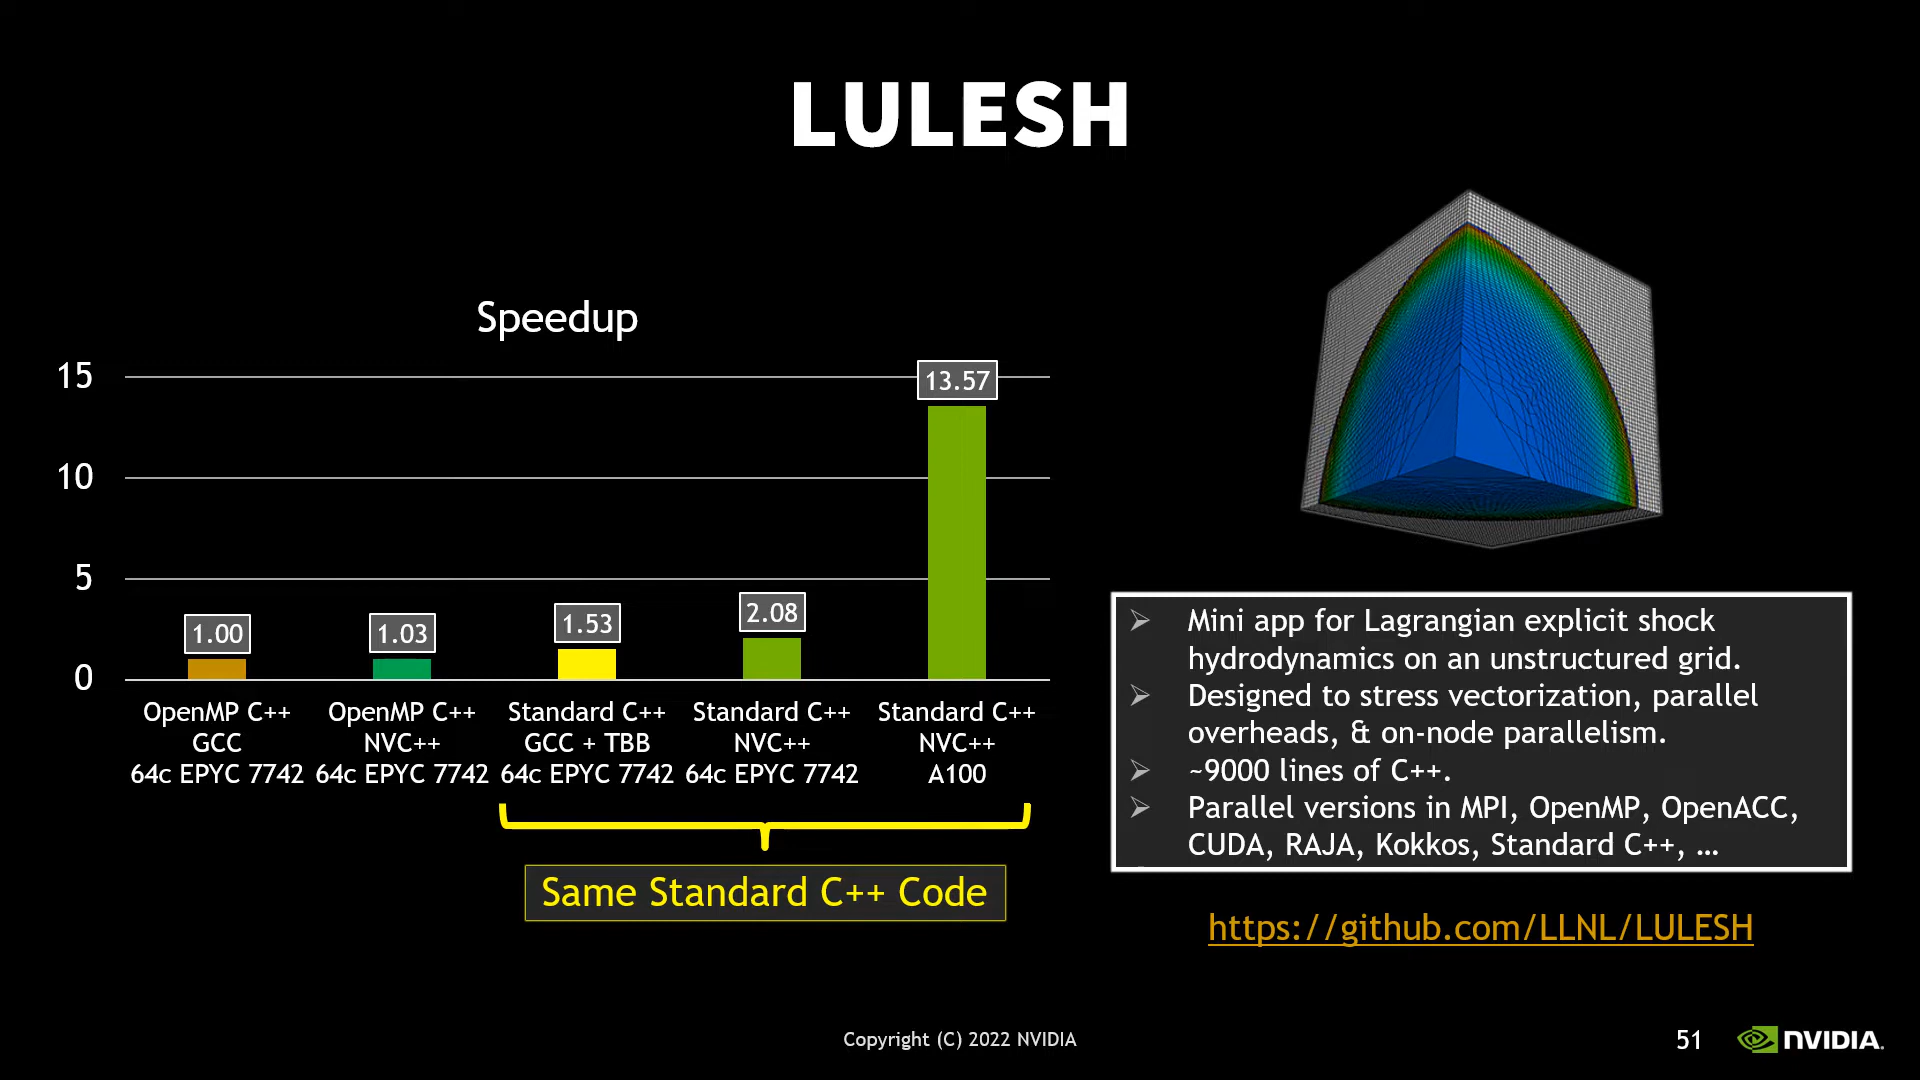 LULESH
Speedup
15
10
5
0
1.00
1.03
1.53
2.08
13.57
OpenMP C++
GCC
64c EPYC 7742
OpenMP C++
NVC++
64c EPYC 7742
Standard C++
GCC + TBB
64c EPYC 7742
Standard C++
NVC++
64c EPYC 7742
Standard C++
NVC++
A100
Same Standard C++ Code
➢ Mini app for Lagrangian explicit shock
hydrodynamics on an unstructured grid.
➢ Designed to stress vectorization, parallel
overheads, & on-node parallelism.
➢ ~9000 lines of C++.
➢ Parallel versions in MPI, OpenMP, OpenACC,
CUDA, RAJA, Kokkos, Standard C++, …
https://github.com/LLNL/LULESH
Copyright (C) 2022 NVIDIA
51
NVIDIA.